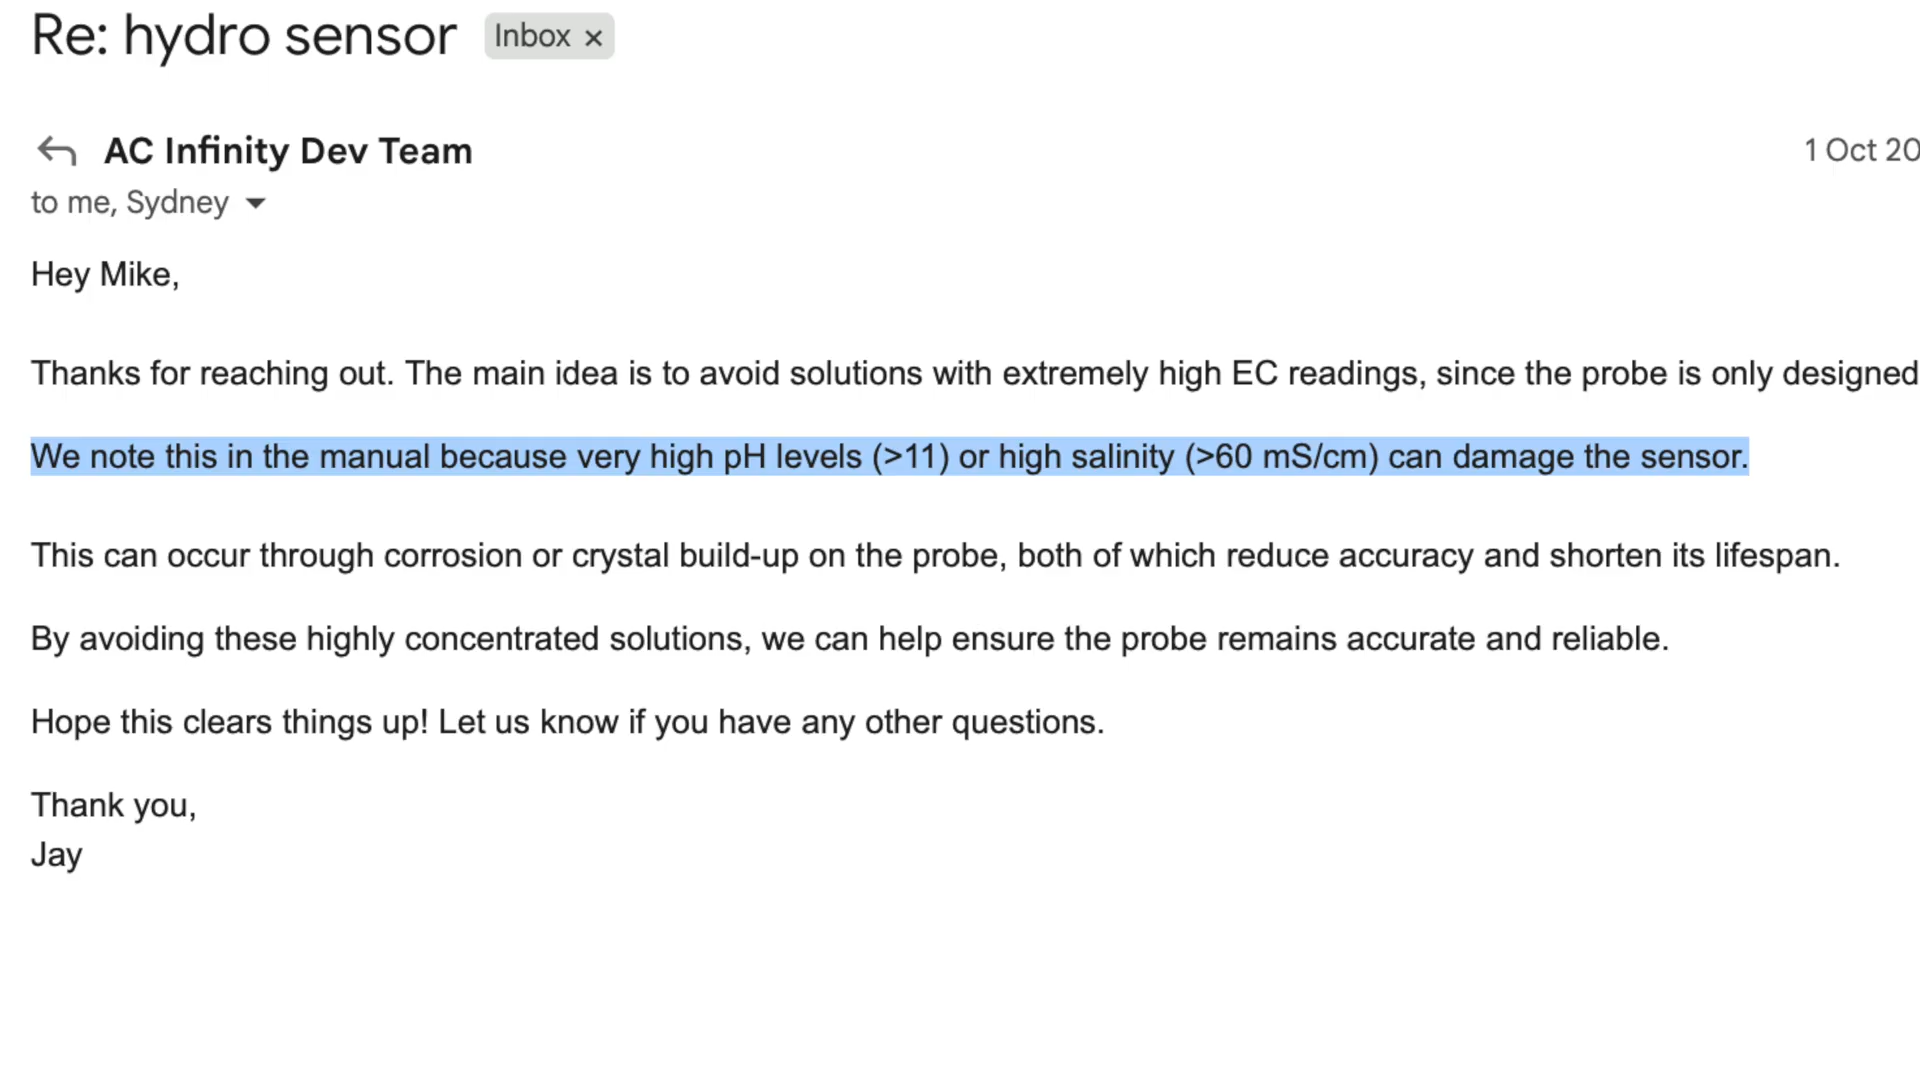 Re: hydro sensor Inbox ×
AC Infinity Dev Team 1 Oct 20
to me, Sydney
Hey Mike,
Thanks for reaching out. The main idea is to avoid solutions with extremely high EC readings, since the probe is only designed
We note this in the manual because very high pH levels (>11) or high salinity (>60 mS/cm) can damage the sensor.
This can occur through corrosion or crystal build-up on the probe, both of which reduce accuracy and shorten its lifespan.
By avoiding these highly concentrated solutions, we can help ensure the probe remains accurate and reliable.
Hope this clears things up! Let us know if you have any other questions.
Thank you,
Jay